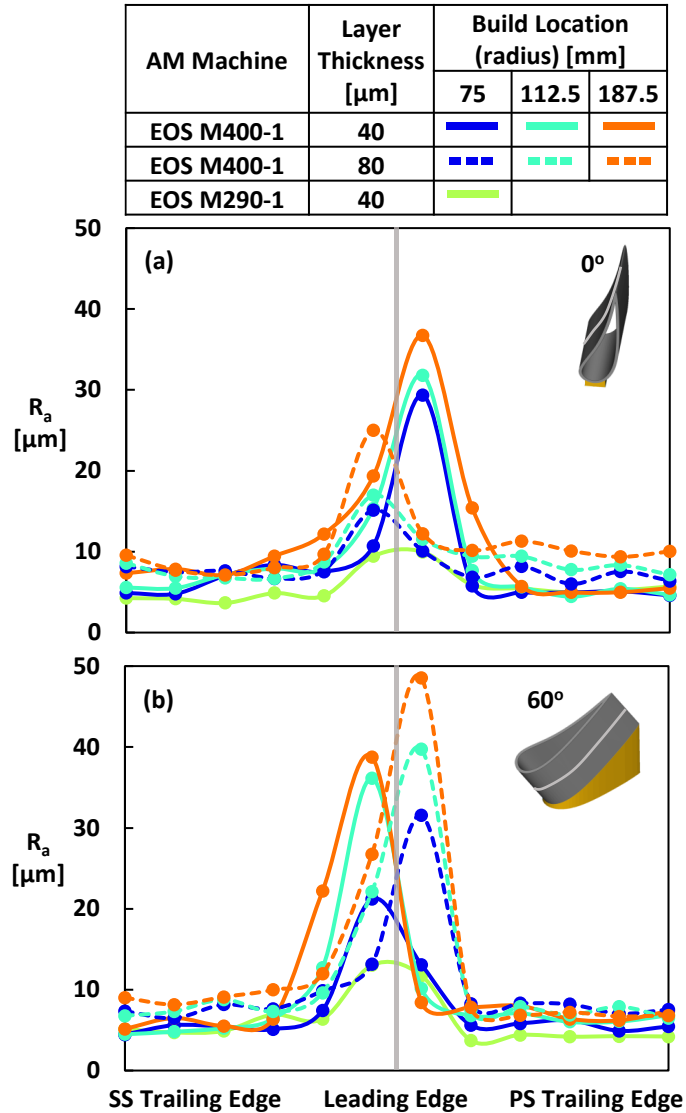 AM Machine Layer Thickness [µm] Build Location (radius) [mm]
75 112.5 187.5
EOS M400-1 40
EOS M400-1 80
EOS M290-1 40
50
(a)
0º
40
30
Rₐ
[µm]
20
10
0
50
(b)
60º
40
30
Rₐ
[µm]
20
10
0
SS Trailing Edge Leading Edge PS Trailing Edge